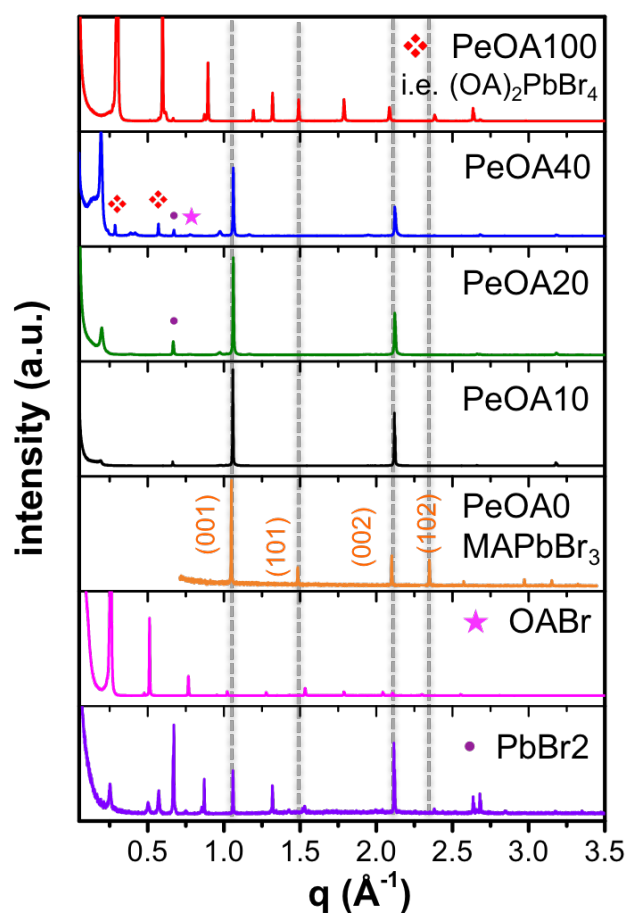 PeOA100
i.e. (OA)₂PbBr₄
PeOA40
PeOA20
PeOA10
PeOA0
MAPbBr₃
(001)
(101)
(002)
(102)
OABr
PbBr2
0.5 1.0 1.5 2.0 2.5 3.0 3.5
q (Å⁻¹)
intensity (a.u.)